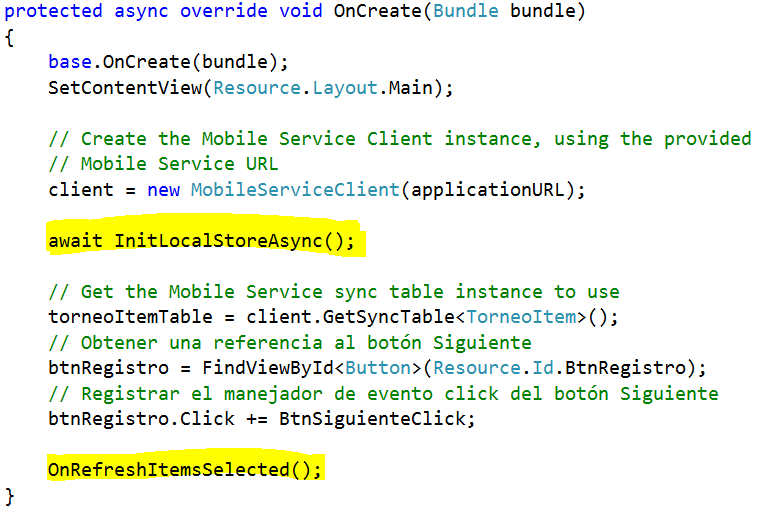 protected async override void OnCreate(Bundle bundle)
{
base.OnCreate(bundle);
SetContentView(Resource.Layout.Main);
// Create the Mobile Service Client instance, using the provided
// Mobile Service URL
client = new MobileServiceClient(applicationURL);
await InitLocalStoreAsync();
// Get the Mobile Service sync table instance to use
torneoItemTable = client.GetSyncTable<TorneoItem>();
// Obtener una referencia al botón Siguiente
btnRegistro = FindViewById<Button>(Resource.Id.BtnRegistro);
// Registrar el manejador de evento click del botón Siguiente
btnRegistro.Click += BtnSiguienteClick;
OnRefreshItemsSelected();
}